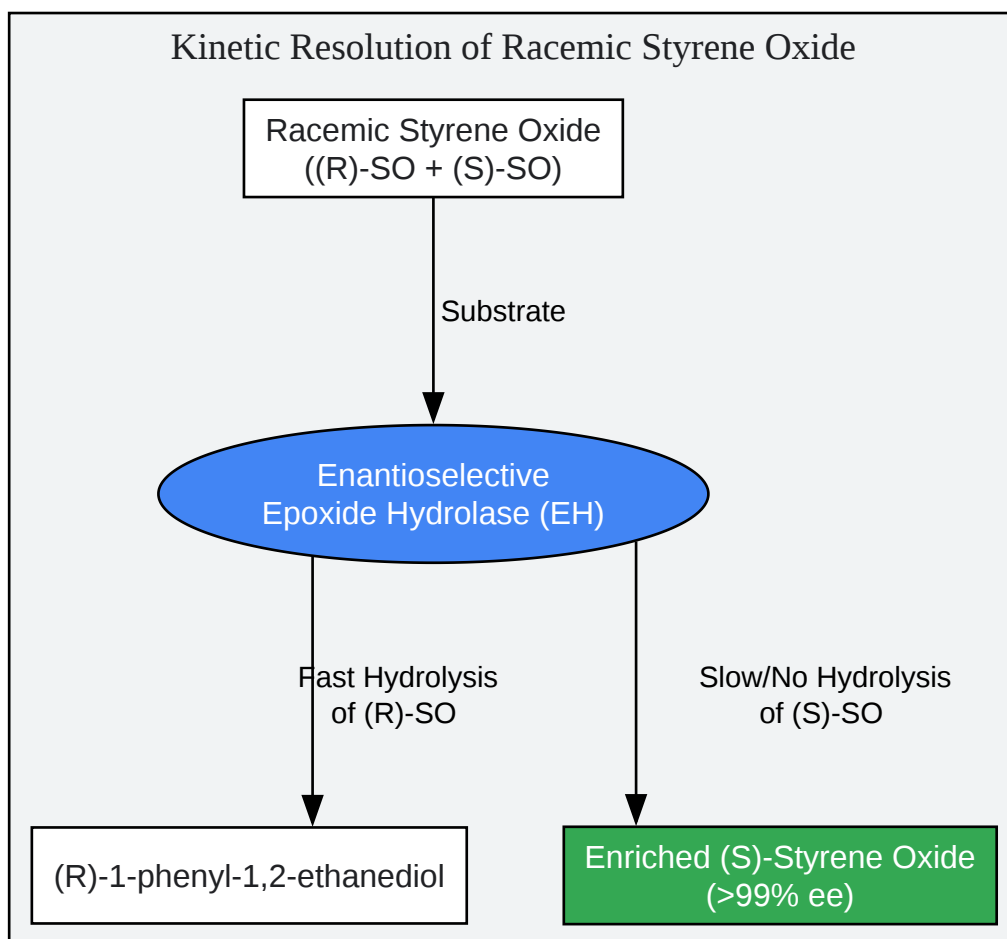 Kinetic Resolution of Racemic Styrene Oxide
Racemic Styrene Oxide
((R)-SO + (S)-SO)
Substrate
Enantioselective
Epoxide Hydrolase (EH)
Fast Hydrolysis
of (R)-SO
Slow/No Hydrolysis
of (S)-SO
(R)-1-phenyl-1,2-ethanediol
Enriched (S)-Styrene Oxide
(>99% ee)